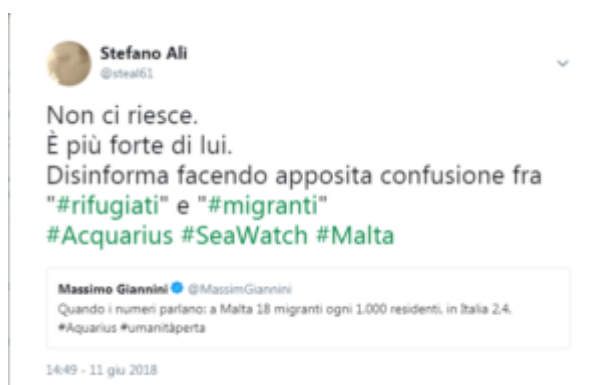 Stefano Alì
@steal61
Non ci riesce.
È più forte di lui.
Disinforma facendo apposita confusione fra
"#rifugiati" e "#migranti"
#Acquarius #SeaWatch #Malta
Massimo Giannini @MassimGiannini
Quando i numeri parlano: a Malta 18 migranti ogni 1.000 residenti, in Italia 2,4.
#Aquarius #umanitàperta
14:49 - 11 giu 2018